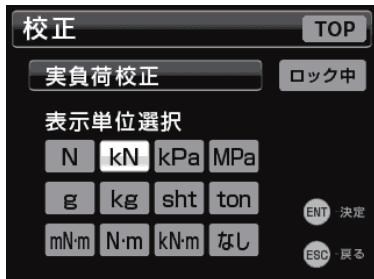 校正 TOP
実負荷校正 ロック中
表示単位選択
N kN kPa MPa
g kg sht ton ENT 決定
mN·m N·m kN·m なし ESC 戻る